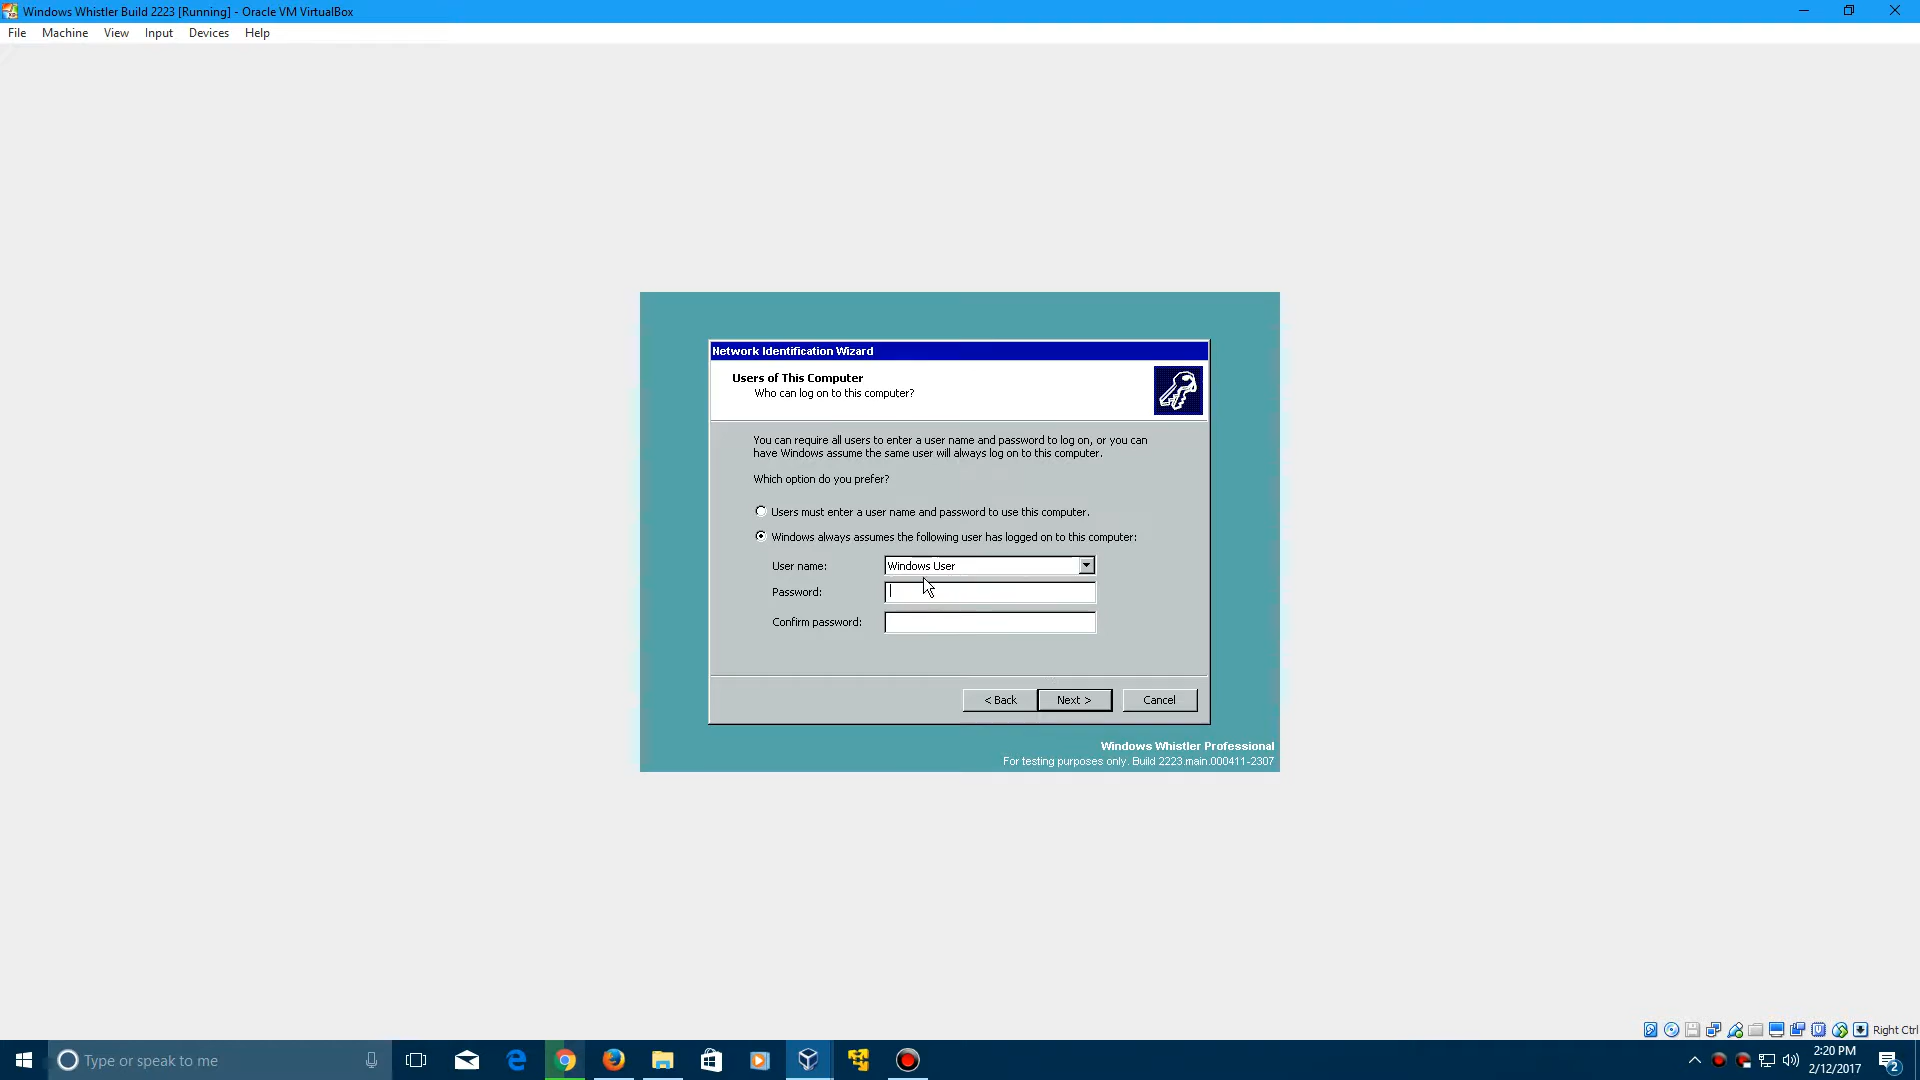 Windows Whistler Build 2223 [Running] - Oracle VM VirtualBox
File Machine View Input Devices Help
Network Identification Wizard
Users of This Computer
Who can log on to this computer?
You can require all users to enter a user name and password to log on, or you can
have Windows assume the same user will always log on to this computer.
Which option do you prefer?
Users must enter a user name and password to use this computer.
Windows always assumes the following user has logged on to this computer:
User name: Windows User
Password:
Confirm password:
< Back Next > Cancel
Windows Whistler Professional
For testing purposes only. Build 2223.main.000411-2307
Right Ctrl
Type or speak to me
2:20 PM
2/12/2017
2